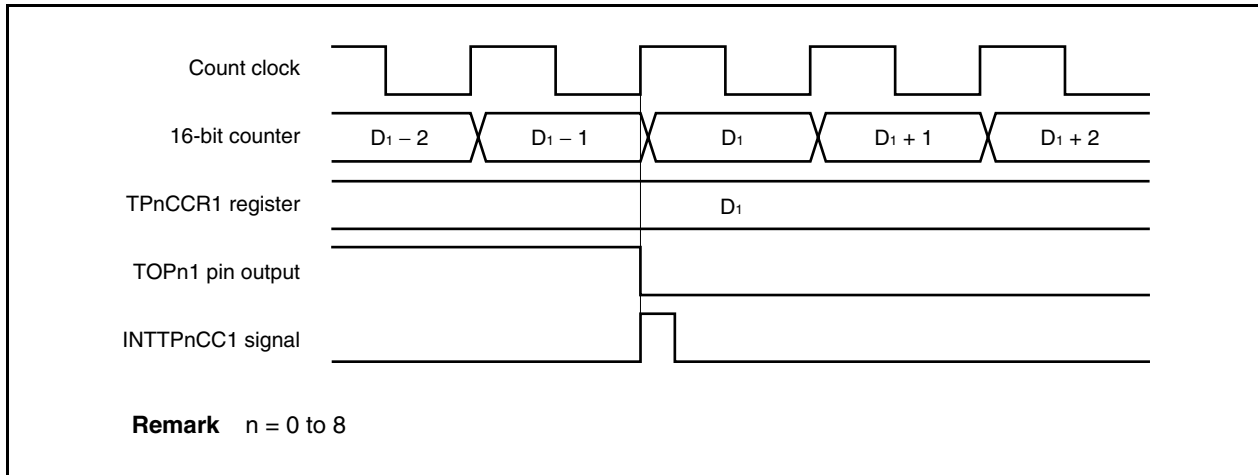 Count clock
16-bit counter
D₁ − 2
D₁ − 1
D₁
D₁ + 1
D₁ + 2
TPnCCR1 register
D₁
TOPn1 pin output
INTTPnCC1 signal
Remark n = 0 to 8